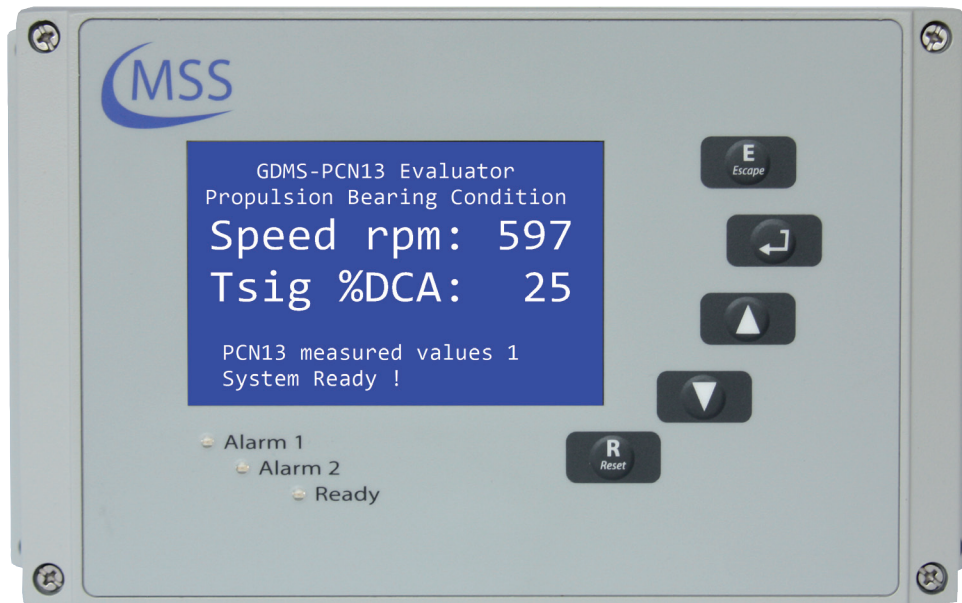 MSS
GDMS-PCN13 Evaluator
Propulsion Bearing Condition
Speed rpm: 597
Tsig %DCA: 25
PCN13 measured values 1
System Ready !
Alarm 1
Alarm 2
Ready
E
Escape
R
Reset